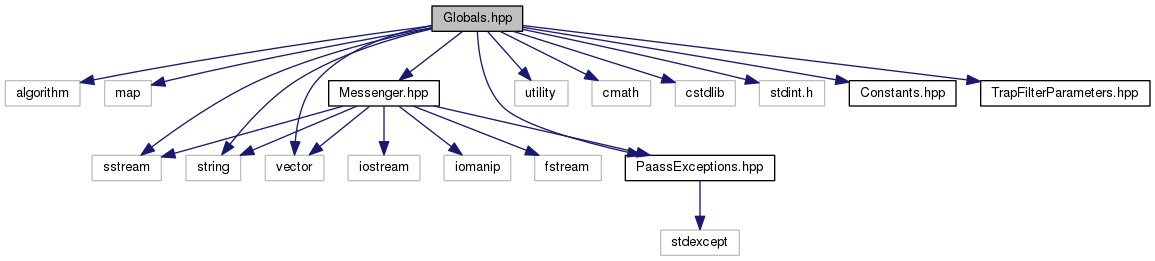 Globals.hpp
algorithm
map
Messenger.hpp
utility
cmath
cstdlib
stdint.h
Constants.hpp
TrapFilterParameters.hpp
sstream
string
vector
iostream
iomanip
fstream
PaassExceptions.hpp
stdexcept